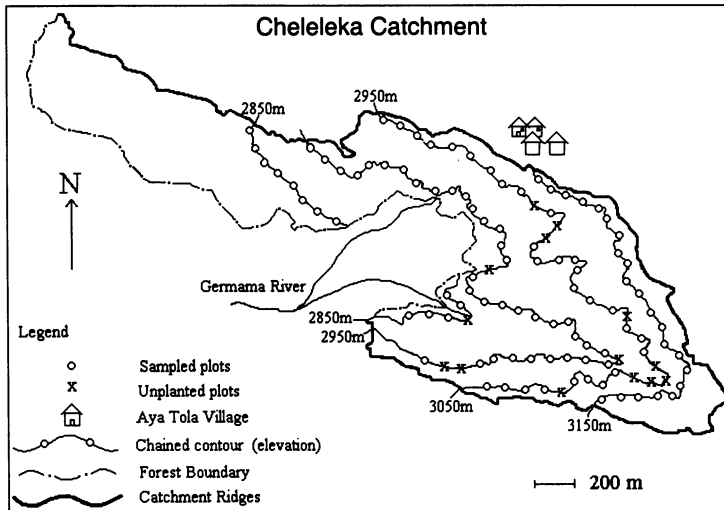 Cheleleka Catchment
2950m
2850m
N
Germama River
2850m
2950m
3050m
3150m
Legend
o Sampled plots
x Unplanted plots
Aya Tola Village
Chained contour (elevation)
Forest Boundary
Catchment Ridges
200 m